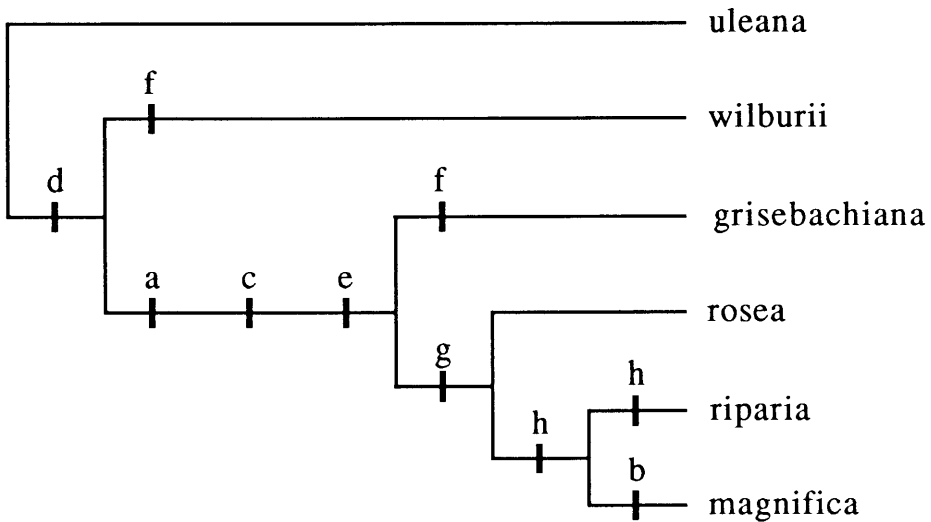 uleana
f
wilburii
d
f
grisebachiana
a c e
rosea
g
h
riparia
h
b
magnifica